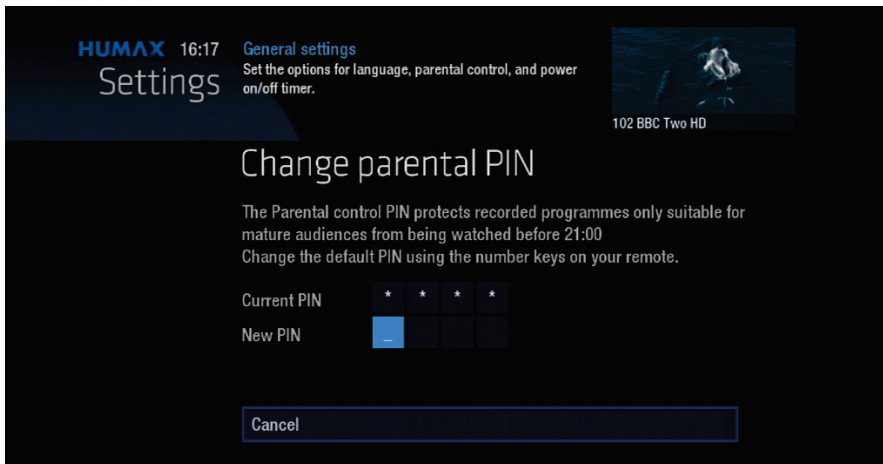 HUMAX 16:17
Settings
General settings
Set the options for language, parental control, and power
on/off timer.
102 BBC Two HD
Change parental PIN
The Parental control PIN protects recorded programmes only suitable for
mature audiences from being watched before 21:00
Change the default PIN using the number keys on your remote.
Current PIN * * * *
New PIN _
Cancel